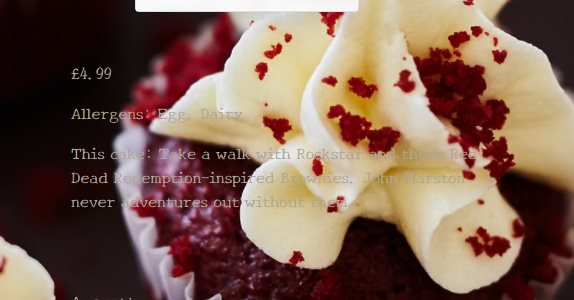 £4.99
Allergens: Egg, Dairy
This cake: Take a walk with Rockstar and these Red
Dead Redemption-inspired Brownies, John Marston
never adventures out without them